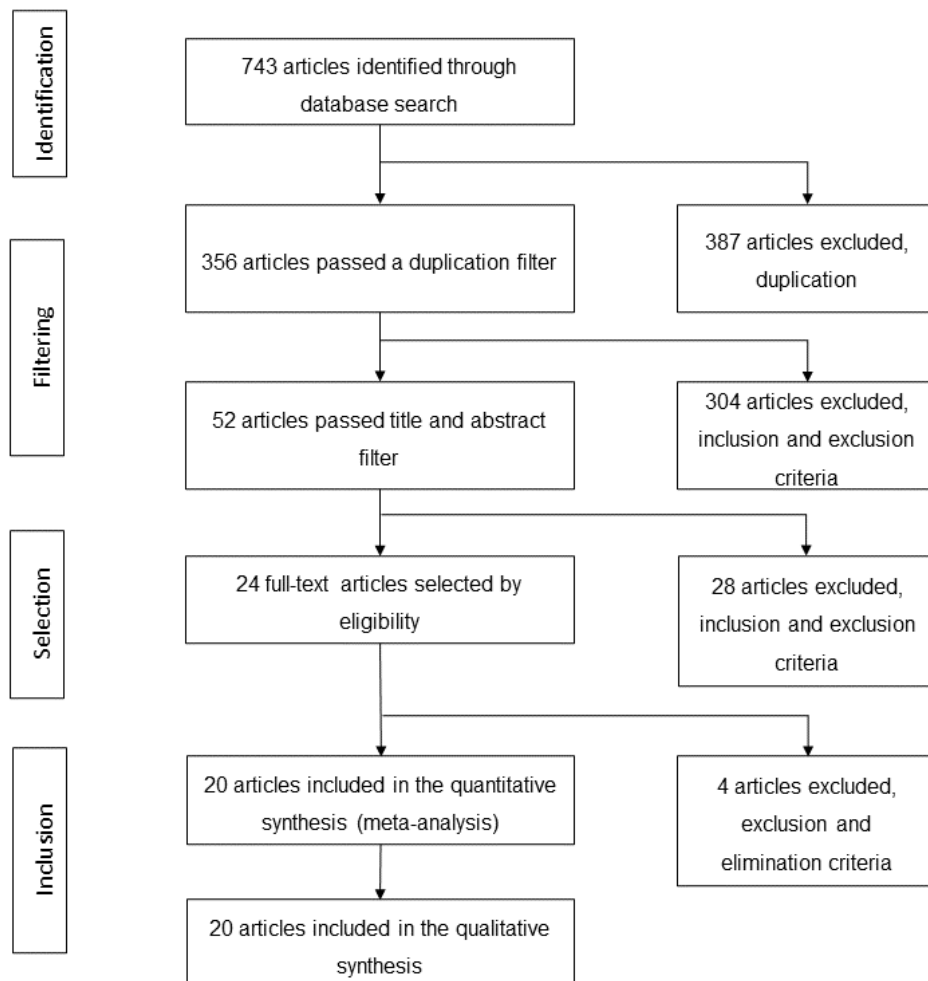 Identification
743 articles identified through
database search
Filtering
356 articles passed a duplication filter
387 articles excluded,
duplication
52 articles passed title and abstract
filter
304 articles excluded,
inclusion and exclusion
criteria
Selection
24 full-text articles selected by
eligibility
28 articles excluded,
inclusion and exclusion
criteria
Inclusion
20 articles included in the quantitative
synthesis (meta-analysis)
4 articles excluded,
exclusion and
elimination criteria
20 articles included in the qualitative
synthesis